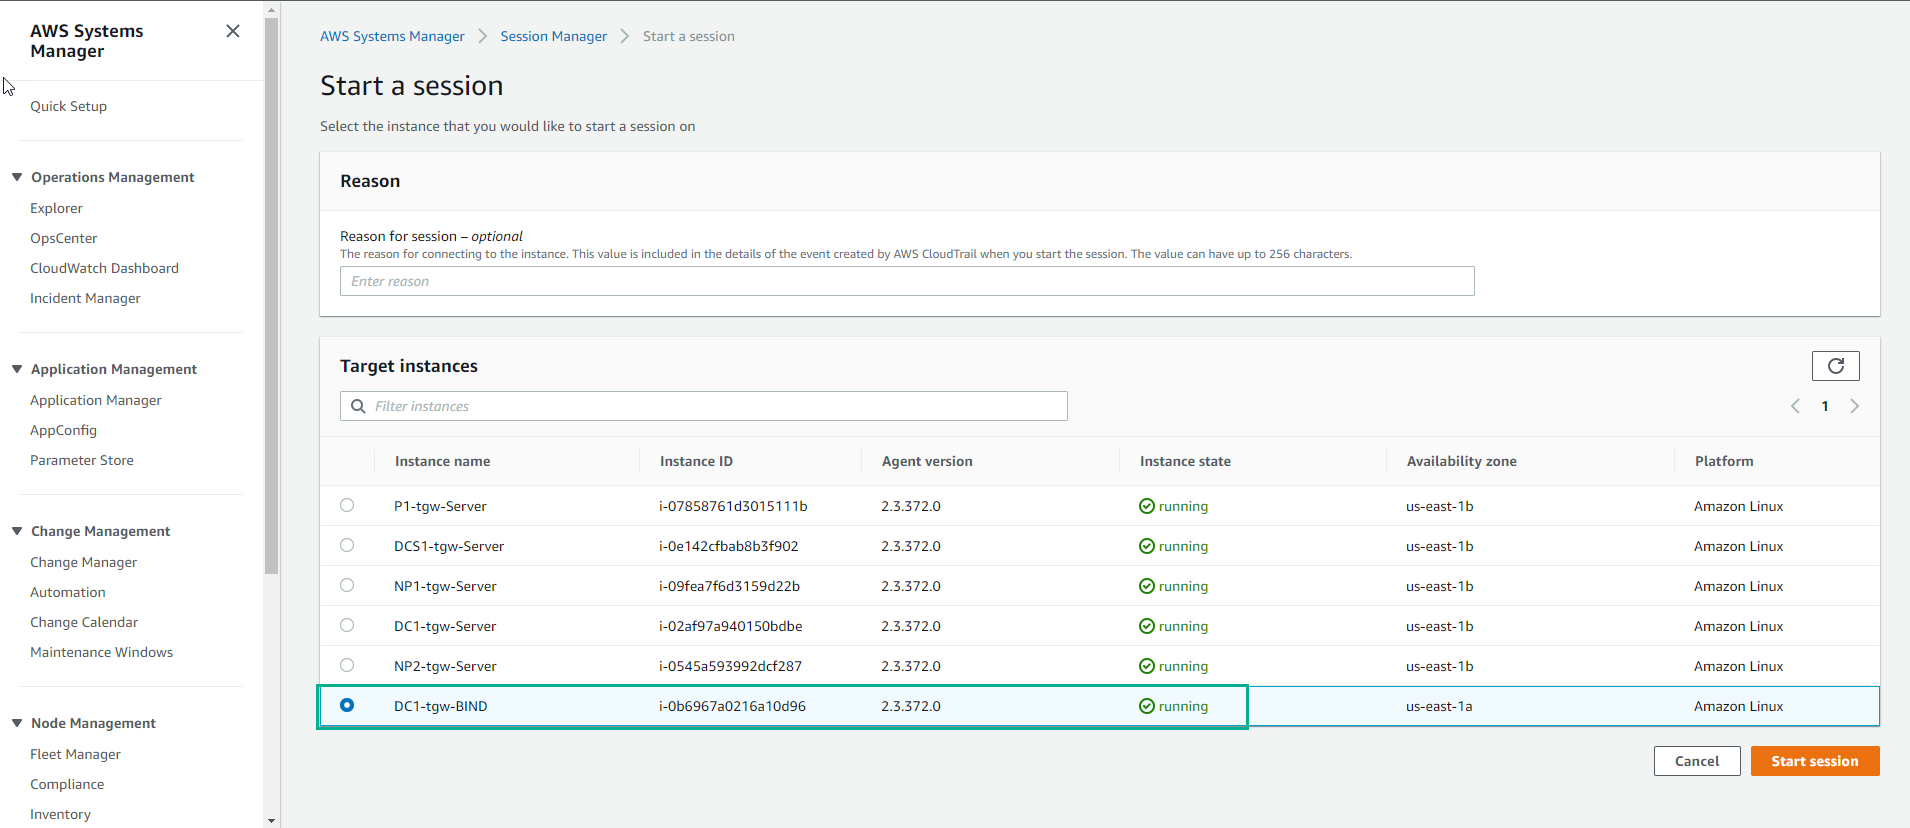 AWS Systems
Manager
Quick Setup
Operations Management
Explorer
OpsCenter
CloudWatch Dashboard
Incident Manager
Application Management
Application Manager
AppConfig
Parameter Store
Change Management
Change Manager
Automation
Change Calendar
Maintenance Windows
Node Management
Fleet Manager
Compliance
Inventory
AWS Systems Manager > Session Manager > Start a session
Start a session
Select the instance that you would like to start a session on
Reason
Reason for session – optional
The reason for connecting to the instance. This value is included in the details of the event created by AWS CloudTrail when you start the session. The value can have up to 256 characters.
Enter reason
Target instances
Filter instances
1
Instance name Instance ID Agent version Instance state Availability zone Platform
P1-tgw-Server i-07858761d3015111b 2.3.372.0 running us-east-1b Amazon Linux
DCS1-tgw-Server i-0e142cfbab8b3f902 2.3.372.0 running us-east-1b Amazon Linux
NP1-tgw-Server i-09fea7f6d3159d22b 2.3.372.0 running us-east-1b Amazon Linux
DC1-tgw-Server i-02af97a940150bdbe 2.3.372.0 running us-east-1b Amazon Linux
NP2-tgw-Server i-0545a593992dcf287 2.3.372.0 running us-east-1b Amazon Linux
DC1-tgw-BIND i-0b6967a0216a10d96 2.3.372.0 running us-east-1a Amazon Linux
Cancel Start session